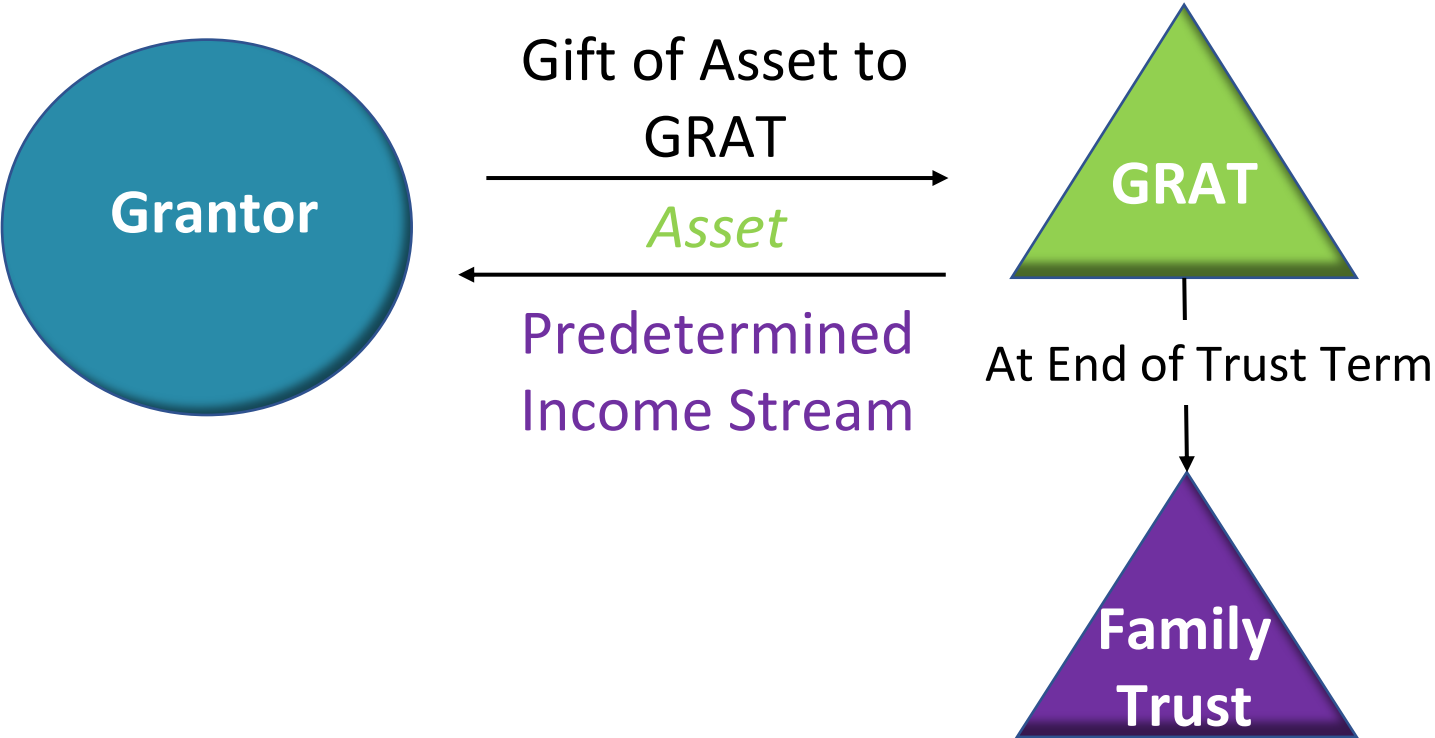 Grantor
Gift of Asset to
GRAT
Asset
Predetermined
Income Stream
GRAT
At End of Trust Term
Family
Trust